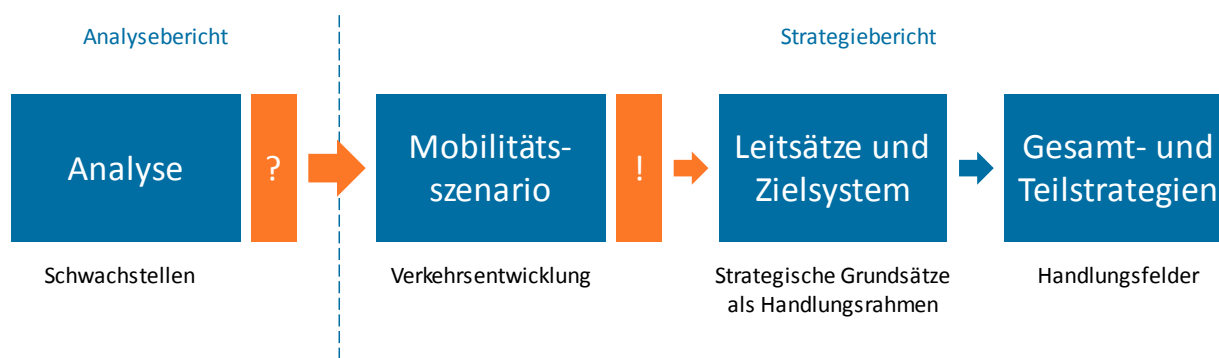 Analysebericht
Strategiebericht
Analyse
?
Mobilitäts-
szenario
!
Leitsätze und
Zielsystem
Gesamt- und
Teilstrategien
Schwachstellen
Verkehrsentwicklung
Strategische Grundsätze
als Handlungsrahmen
Handlungsfelder